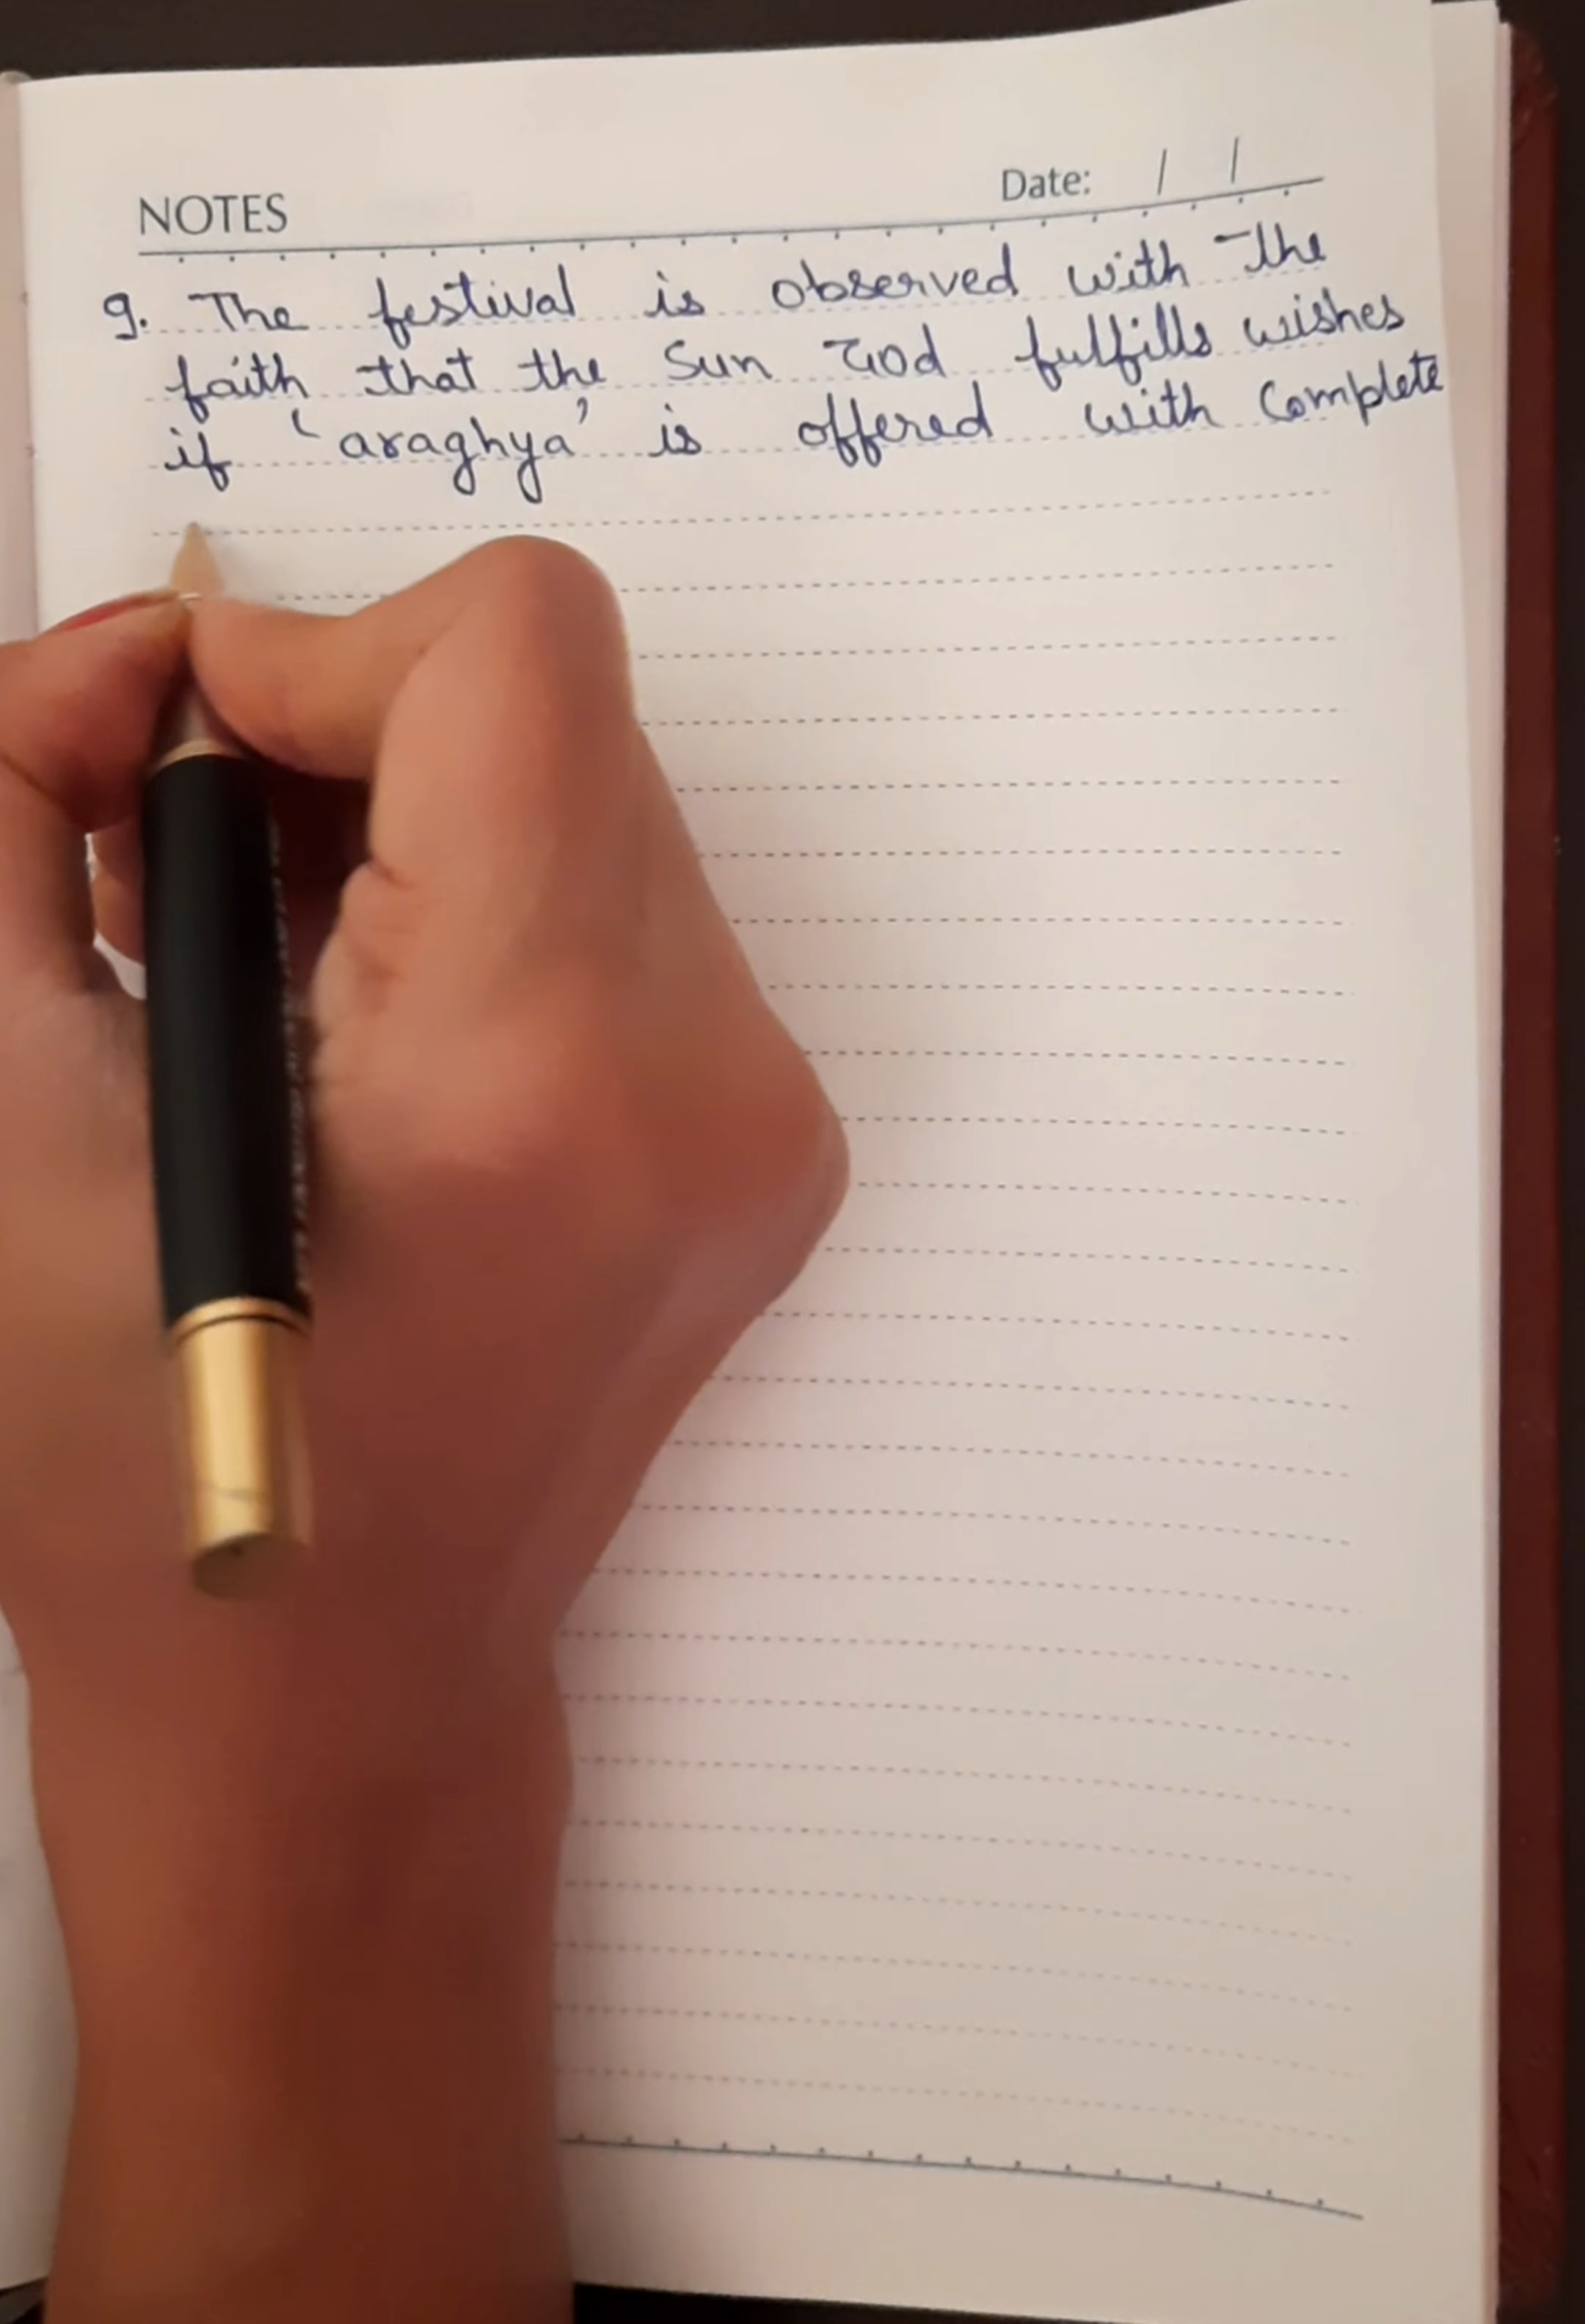 NOTES Date: / /
9. The festival is observed with the
faith that the Sun God fulfills wishes
if 'araghya' is offered with Complete